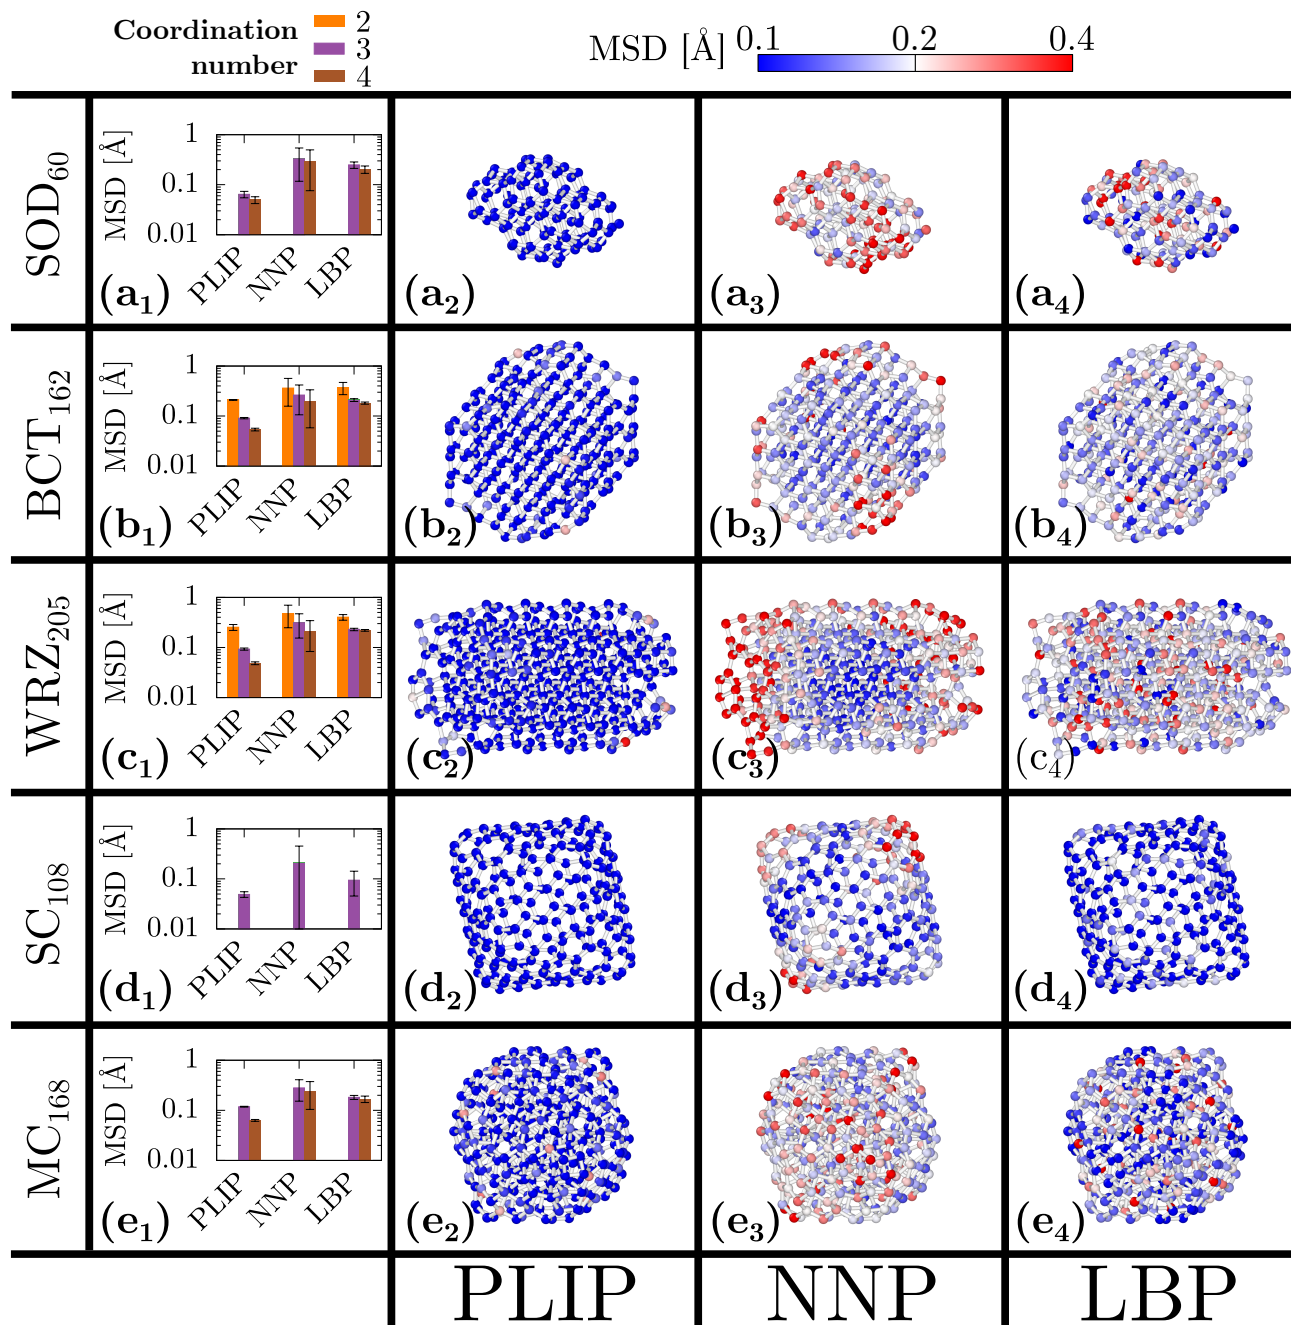 Coordination
number
2
3
4
MSD [Å]
0.1
0.2
0.4
SOD₆₀
MSD [Å]
1
0.1
0.01
PLIP
NNP
LBP
(a₁)
(a₂)
(a₃)
(a₄)
BCT₁₆₂
MSD [Å]
1
0.1
0.01
PLIP
NNP
LBP
(b₁)
(b₂)
(b₃)
(b₄)
WRZ₂₀₅
MSD [Å]
1
0.1
0.01
PLIP
NNP
LBP
(c₁)
(c₂)
(c₃)
(c₄)
SC₁₀₈
MSD [Å]
1
0.1
0.01
PLIP
NNP
LBP
(d₁)
(d₂)
(d₃)
(d₄)
MC₁₆₈
MSD [Å]
1
0.1
0.01
PLIP
NNP
LBP
(e₁)
(e₂)
(e₃)
(e₄)
PLIP
NNP
LBP